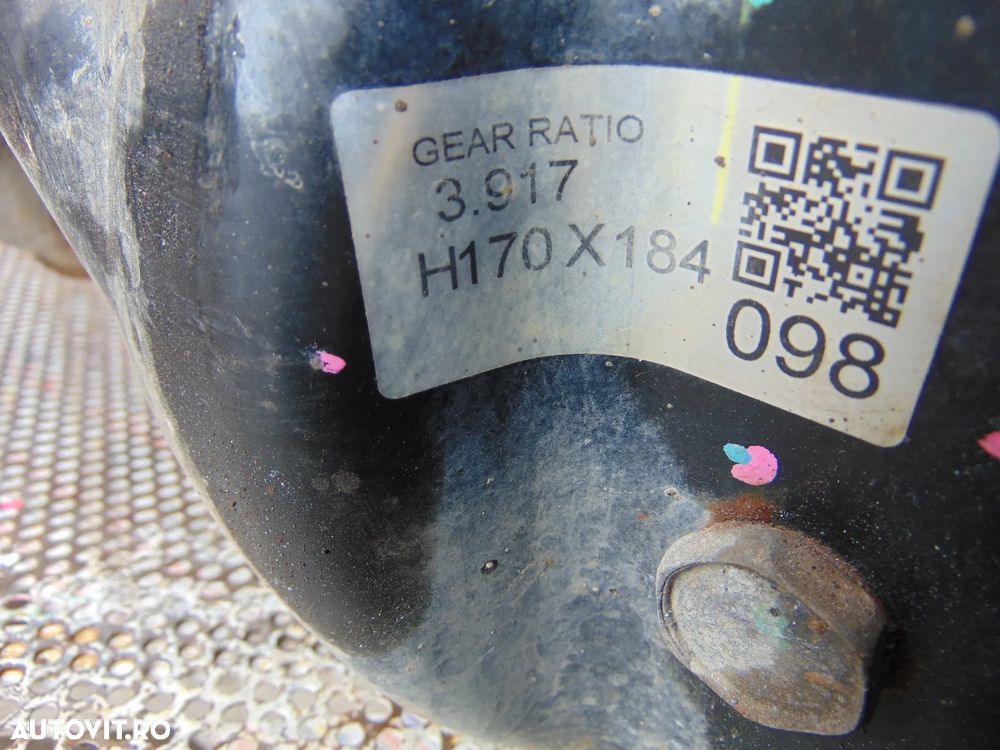 GEAR RATIO
3.917
H170X184
098
AUTOVIT.RO